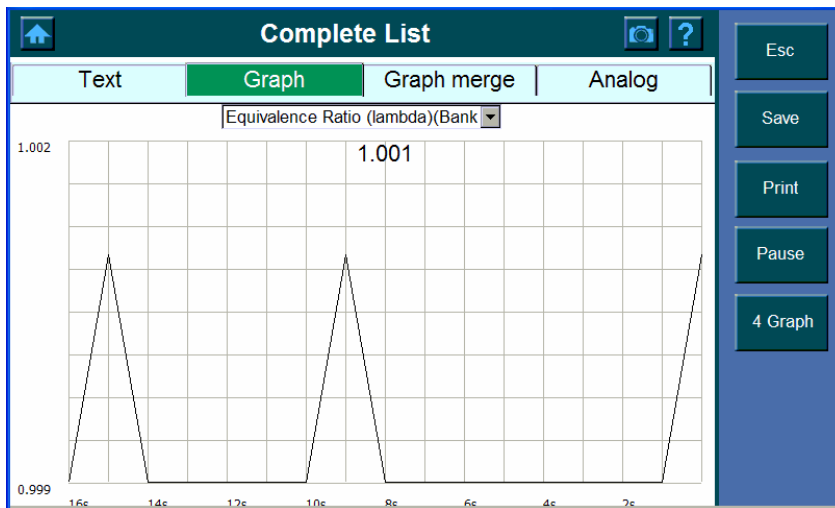 Complete List
?
Text Graph Graph merge Analog
Equivalence Ratio (lambda)(Bank
1.002
1.001
0.999
16s 14s 12s 10s 8s 6s 4s 2s
Esc
Save
Print
Pause
4 Graph